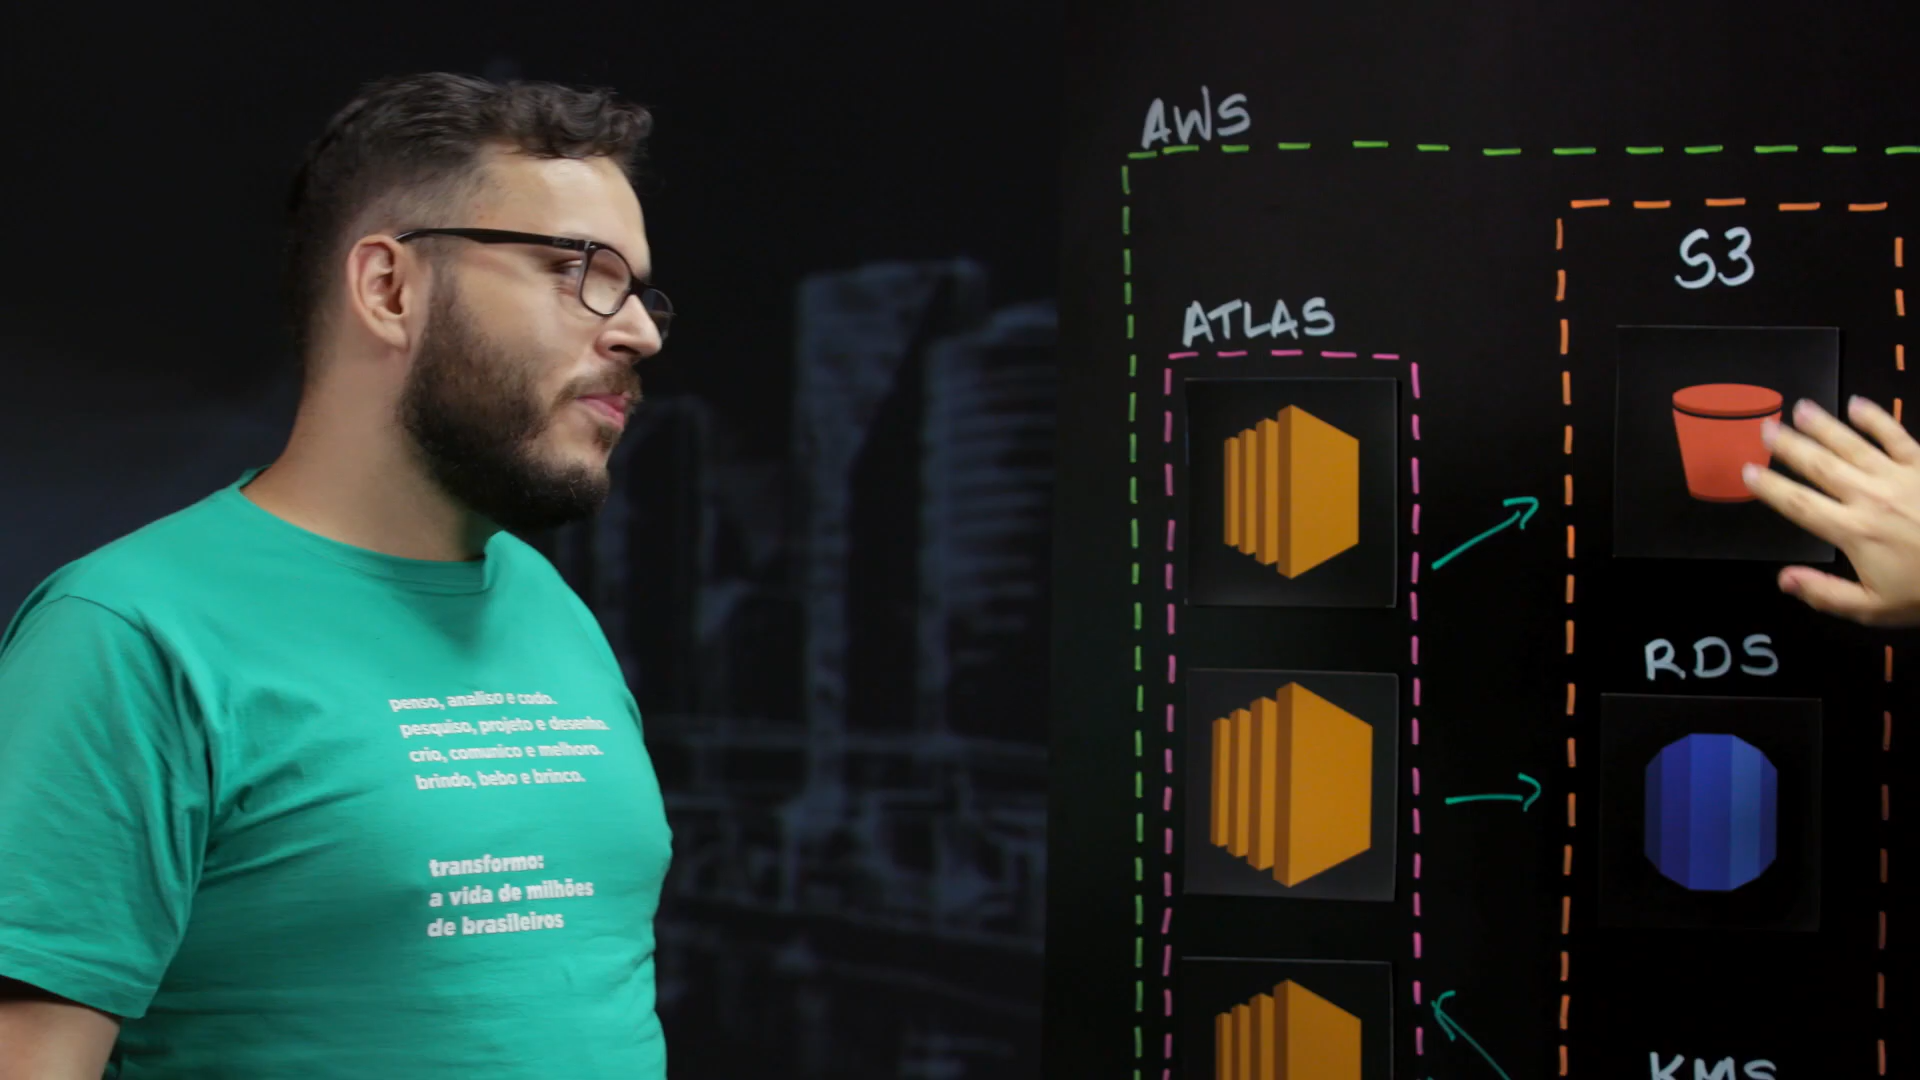 AWS
ATLAS
S3
RDS
KMS
penso, analiso e codo.
pesquiso, projeto e desenho.
crio, comunico e melhoro.
brindo, bebo e brinco.
transformo:
a vida de milhões
de brasileiros